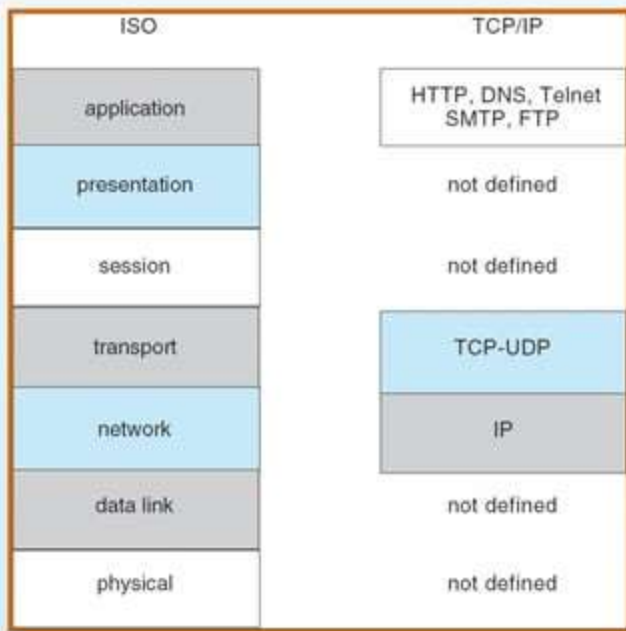 ISO TCP/IP
application HTTP, DNS, Telnet
SMTP, FTP
presentation not defined
session not defined
transport TCP-UDP
network IP
data link not defined
physical not defined